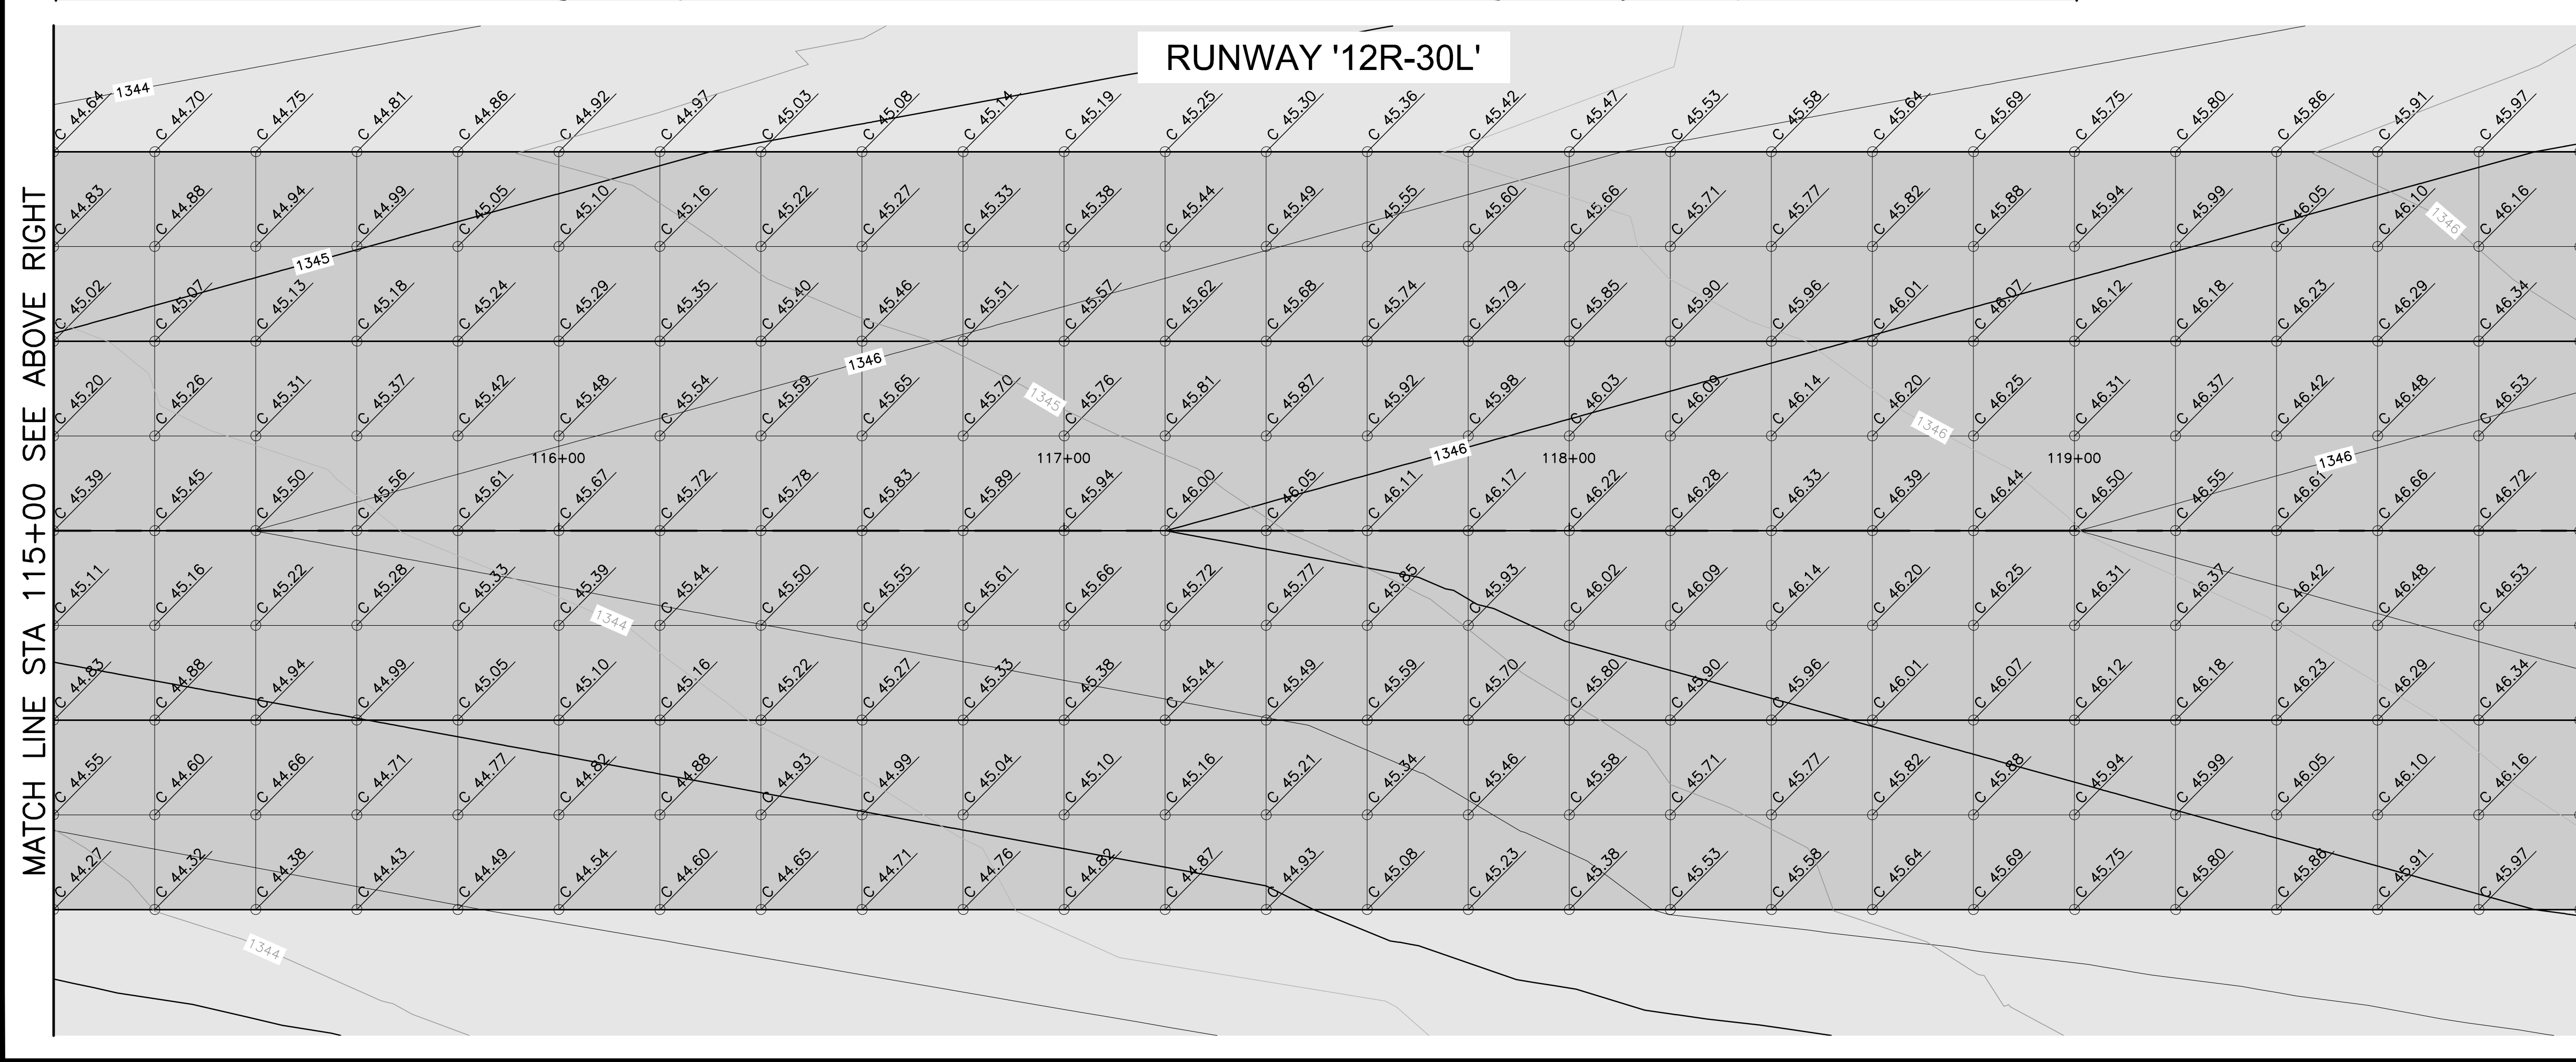 RUNWAY '12R-30L'
MATCH LINE STA 115+00 SEE ABOVE RIGHT
1344
C 44.64 C 44.70 C 44.75 C 44.81 C 44.86 C 44.92 C 44.97 C 45.03 C 45.08 C 45.14 C 45.19 C 45.25 C 45.30 C 45.36 C 45.42 C 45.47 C 45.53 C 45.58 C 45.64 C 45.69 C 45.75 C 45.80 C 45.86 C 45.91 C 45.97
C 44.83 C 44.88 C 44.94 C 44.99 C 45.05 C 45.10 C 45.16 C 45.22 C 45.27 C 45.33 C 45.38 C 45.44 C 45.49 C 45.55 C 45.60 C 45.66 C 45.71 C 45.77 C 45.82 C 45.88 C 45.94 C 45.99 C 46.05 C 46.10 C 46.16
1346
1345
C 45.02 C 45.07 C 45.13 C 45.18 C 45.24 C 45.29 C 45.35 C 45.40 C 45.46 C 45.51 C 45.57 C 45.62 C 45.68 C 45.74 C 45.79 C 45.85 C 45.90 C 45.96 C 46.01 C 46.07 C 46.12 C 46.18 C 46.23 C 46.29 C 46.34
1346
C 45.20 C 45.26 C 45.31 C 45.37 C 45.42 C 45.48 C 45.54 C 45.59 C 45.65 C 45.70 C 45.76 C 45.81 C 45.87 C 45.92 C 45.98 C 46.03 C 46.09 C 46.14 C 46.20 C 46.25 C 46.31 C 46.37 C 46.42 C 46.48 C 46.53
1345
1346
1346
116+00 117+00 118+00 119+00
1346
C 45.39 C 45.45 C 45.50 C 45.56 C 45.61 C 45.67 C 45.72 C 45.78 C 45.83 C 45.89 C 45.94 C 46.00 C 46.05 C 46.11 C 46.17 C 46.22 C 46.28 C 46.33 C 46.39 C 46.44 C 46.50 C 46.55 C 46.61 C 46.66 C 46.72
C 45.11 C 45.16 C 45.22 C 45.28 C 45.33 C 45.39 C 45.44 C 45.50 C 45.55 C 45.61 C 45.66 C 45.72 C 45.77 C 45.85 C 45.93 C 46.02 C 46.09 C 46.14 C 46.20 C 46.25 C 46.31 C 46.37 C 46.42 C 46.48 C 46.53
1344
C 44.83 C 44.88 C 44.94 C 44.99 C 45.05 C 45.10 C 45.16 C 45.22 C 45.27 C 45.33 C 45.38 C 45.44 C 45.49 C 45.59 C 45.70 C 45.80 C 45.90 C 45.96 C 46.01 C 46.07 C 46.12 C 46.18 C 46.23 C 46.29 C 46.34
C 44.55 C 44.60 C 44.66 C 44.71 C 44.77 C 44.82 C 44.88 C 44.93 C 44.99 C 45.04 C 45.10 C 45.16 C 45.21 C 45.34 C 45.46 C 45.58 C 45.71 C 45.77 C 45.82 C 45.88 C 45.94 C 45.99 C 46.05 C 46.10 C 46.16
C 44.27 C 44.32 C 44.38 C 44.43 C 44.49 C 44.54 C 44.60 C 44.65 C 44.71 C 44.76 C 44.82 C 44.87 C 44.93 C 45.08 C 45.23 C 45.38 C 45.53 C 45.58 C 45.64 C 45.69 C 45.75 C 45.80 C 45.86 C 45.91 C 45.97
1344